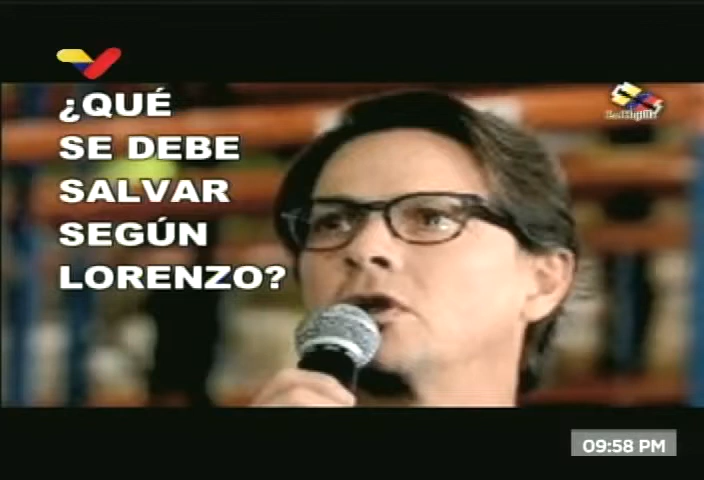 ¿QUÉ
SE DEBE
SALVAR
SEGÚN
LORENZO?
09:58 PM